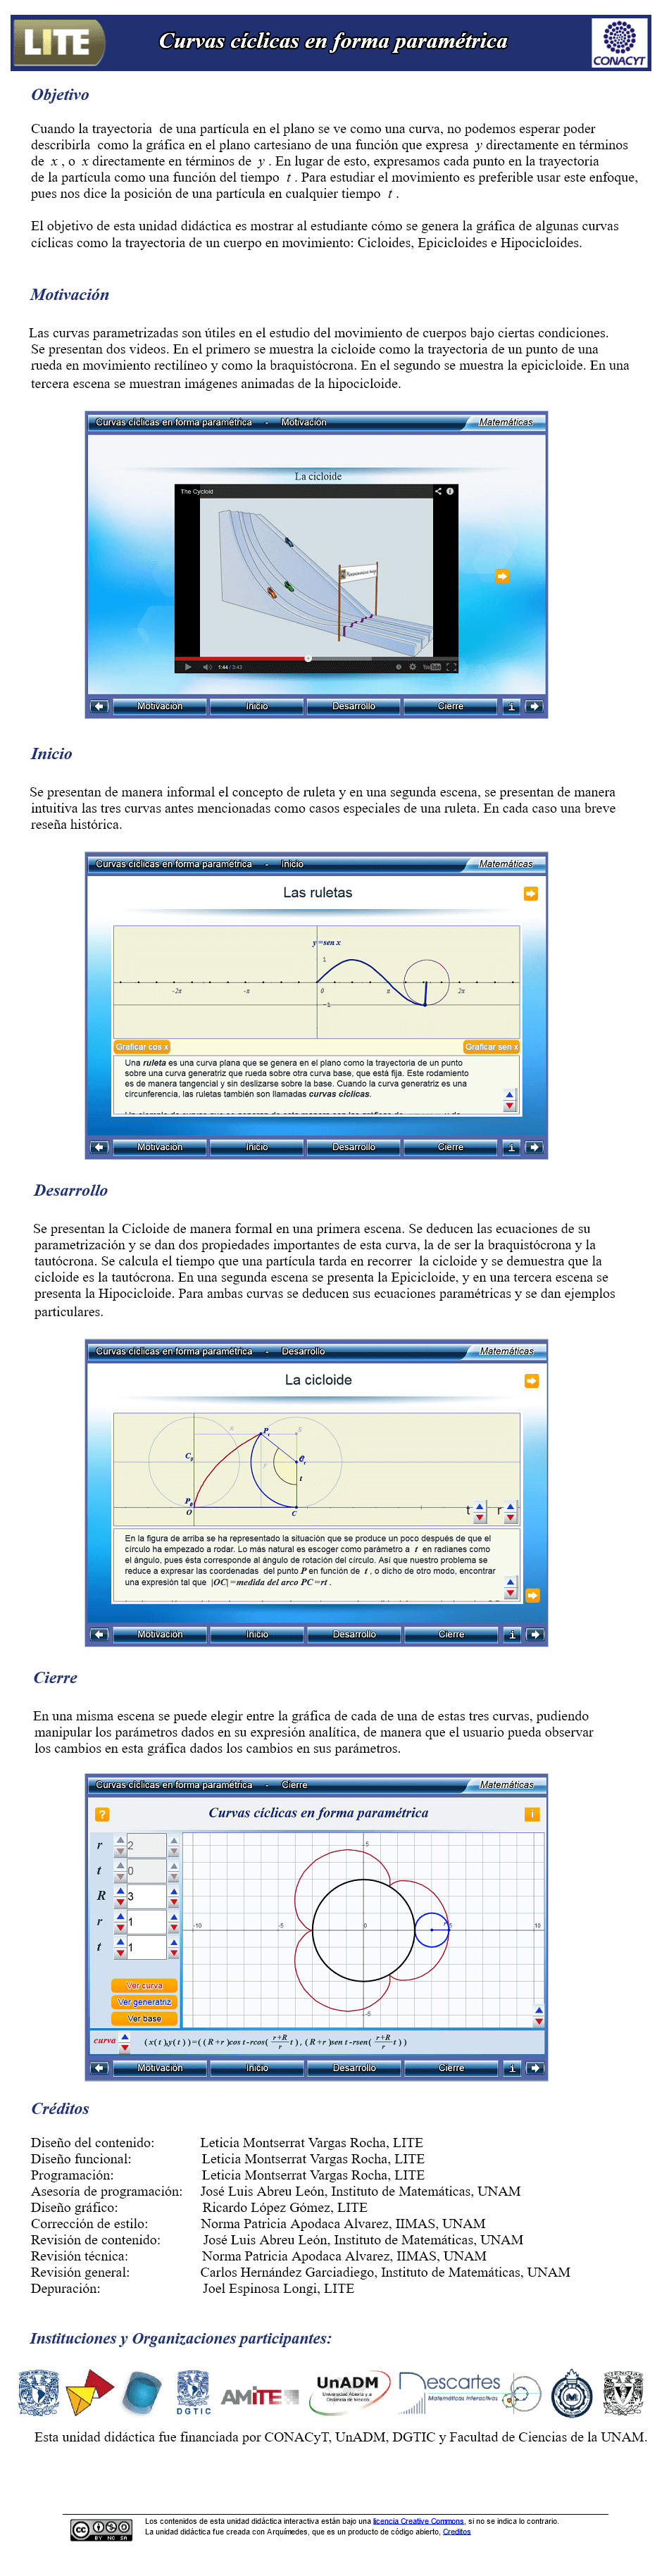 LITE
Curvas cíclicas en forma paramétrica
CONACYT
Objetivo
Cuando la trayectoria de una partícula en el plano se ve como una curva, no podemos esperar poder
describirla como la gráfica en el plano cartesiano de una función que expresa y directamente en términos
de x , o x directamente en términos de y . En lugar de esto, expresamos cada punto en la trayectoria
de la partícula como una función del tiempo t . Para estudiar el movimiento es preferible usar este enfoque,
pues nos dice la posición de una partícula en cualquier tiempo t .
El objetivo de esta unidad didáctica es mostrar al estudiante cómo se genera la gráfica de algunas curvas
cíclicas como la trayectoria de un cuerpo en movimiento: Cicloides, Epicicloides e Hipocicloides.
Motivación
Las curvas parametrizadas son útiles en el estudio del movimiento de cuerpos bajo ciertas condiciones.
Se presentan dos videos. En el primero se muestra la cicloide como la trayectoria de un punto de una
rueda en movimiento rectilíneo y como la braquistócrona. En el segundo se muestra la epicicloide. En una
tercera escena se muestran imágenes animadas de la hipocicloide.
Curvas cíclicas en forma paramétrica - Motivación Matemáticas
La cicloide
The Cycloid
1:44 / 3:43 YouTube
Motivación Inicio Desarrollo Cierre i
Inicio
Se presentan de manera informal el concepto de ruleta y en una segunda escena, se presentan de manera
intuitiva las tres curvas antes mencionadas como casos especiales de una ruleta. En cada caso una breve
reseña histórica.
Curvas cíclicas en forma paramétrica - Inicio Matemáticas
Las ruletas
y=sen x
1
-2π -π 0 π 2π
-1
Graficar cos x Graficar sen x
Una ruleta es una curva plana que se genera en el plano como la trayectoria de un punto
sobre una curva generatriz que rueda sobre otra curva base, que está fija. Este rodamiento
es de manera tangencial y sin deslizarse sobre la base. Cuando la curva generatriz es una
circunferencia, las ruletas también son llamadas curvas cíclicas.
Motivación Inicio Desarrollo Cierre i
Desarrollo
Se presentan la Cicloide de manera formal en una primera escena. Se deducen las ecuaciones de su
parametrización y se dan dos propiedades importantes de esta curva, la de ser la braquistócrona y la
tautócrona. Se calcula el tiempo que una partícula tarda en recorrer la cicloide y se demuestra que la
cicloide es la tautócrona. En una segunda escena se presenta la Epicicloide, y en una tercera escena se
presenta la Hipocicloide. Para ambas curvas se deducen sus ecuaciones paramétricas y se dan ejemplos
particulares.
Curvas cíclicas en forma paramétrica - Desarrollo Matemáticas
La cicloide
x Pt S
C0 y t
P0
O C t r
En la figura de arriba se ha representado la situación que se produce un poco después de que el
círculo ha empezado a rodar. Lo más natural es escoger como parámetro a t en radianes como
el ángulo, pues ésta corresponde al ángulo de rotación del círculo. Así que nuestro problema se
reduce a expresar las coordenadas del punto P en función de t , o dicho de otro modo, encontrar
una expresión tal que |OC|=medida del arco PC=rt .
Motivación Inicio Desarrollo Cierre i
Cierre
En una misma escena se puede elegir entre la gráfica de cada de una de estas tres curvas, pudiendo
manipular los parámetros dados en su expresión analítica, de manera que el usuario pueda observar
los cambios en esta gráfica dados los cambios en sus parámetros.
Curvas cíclicas en forma paramétrica - Cierre Matemáticas
? Curvas cíclicas en forma paramétrica i
r 2
t 0
R 3
r 1
t 1
5
-10 -5 0 5 10
-5
Ver curva
Ver generatriz
Ver base
curva (x(t),y(t))=((R+r)cos t-rcos(r+R/r t), (R+r)sen t-rsen(r+R/r t))
Motivación Inicio Desarrollo Cierre i
Créditos
Diseño del contenido: Leticia Montserrat Vargas Rocha, LITE
Diseño funcional: Leticia Montserrat Vargas Rocha, LITE
Programación: Leticia Montserrat Vargas Rocha, LITE
Asesoría de programación: José Luis Abreu León, Instituto de Matemáticas, UNAM
Diseño gráfico: Ricardo López Gómez, LITE
Corrección de estilo: Norma Patricia Apodaca Alvarez, IIMAS, UNAM
Revisión de contenido: José Luis Abreu León, Instituto de Matemáticas, UNAM
Revisión técnica: Norma Patricia Apodaca Alvarez, IIMAS, UNAM
Revisión general: Carlos Hernández Garciadiego, Instituto de Matemáticas, UNAM
Depuración: Joel Espinosa Longi, LITE
Instituciones y Organizaciones participantes:
DGTIC
AMITE
UnADM
Universidad Abierta y a Distancia de México
Descartes
Matemáticas Interactivas
Esta unidad didáctica fue financiada por CONACyT, UnADM, DGTIC y Facultad de Ciencias de la UNAM.
CC BY NC SA
Los contenidos de esta unidad didáctica interactiva están bajo una licencia Creative Commons, si no se indica lo contrario.
La unidad didáctica fue creada con Arquímedes, que es un producto de código abierto, Creditos